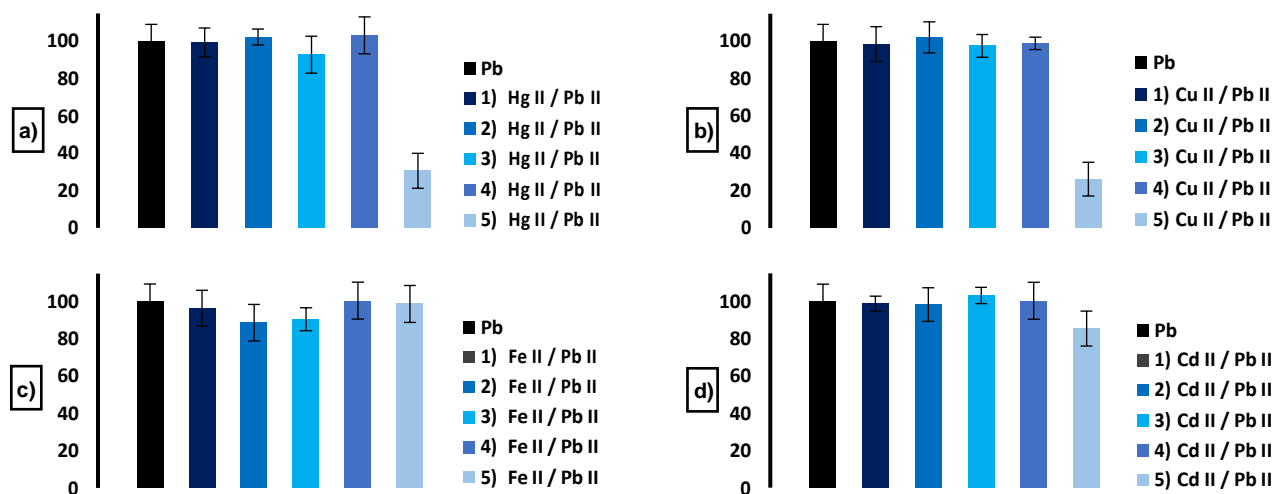 a)
100
80
60
40
20
0
Pb
1) Hg II / Pb II
2) Hg II / Pb II
3) Hg II / Pb II
4) Hg II / Pb II
5) Hg II / Pb II
b)
100
80
60
40
20
0
Pb
1) Cu II / Pb II
2) Cu II / Pb II
3) Cu II / Pb II
4) Cu II / Pb II
5) Cu II / Pb II
c)
100
80
60
40
20
0
Pb
1) Fe II / Pb II
2) Fe II / Pb II
3) Fe II / Pb II
4) Fe II / Pb II
5) Fe II / Pb II
d)
100
80
60
40
20
0
Pb
1) Cd II / Pb II
2) Cd II / Pb II
3) Cd II / Pb II
4) Cd II / Pb II
5) Cd II / Pb II